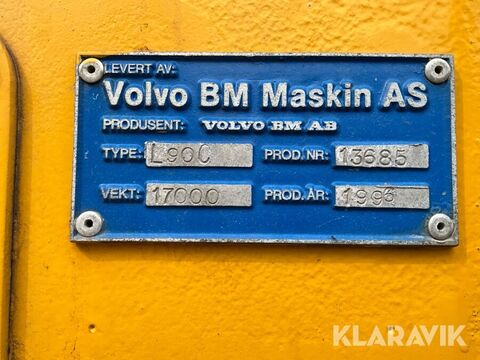 LEVERT AV:
Volvo BM Maskin AS
PRODUSENT: VOLVO BM AB
TYPE: L90C PROD.NR: 13685
VEKT: 17000 PROD.ÅR: 1996
KLARAVIK